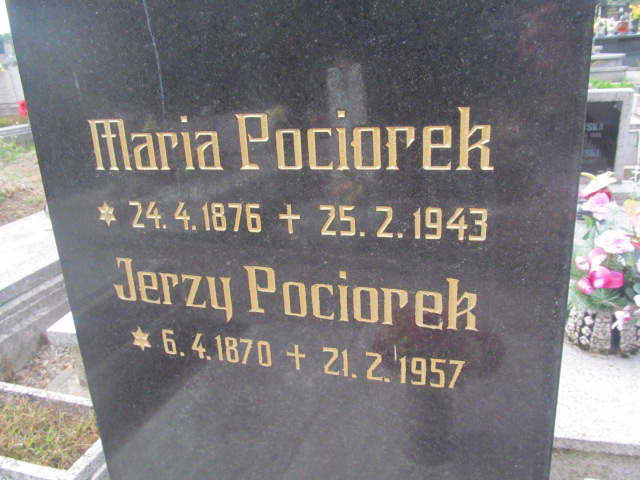 Maria Pociorek
* 24. 4. 1876 + 25. 2. 1943
Jerzy Pociorek
* 6. 4. 1870 + 21. 2. 1957